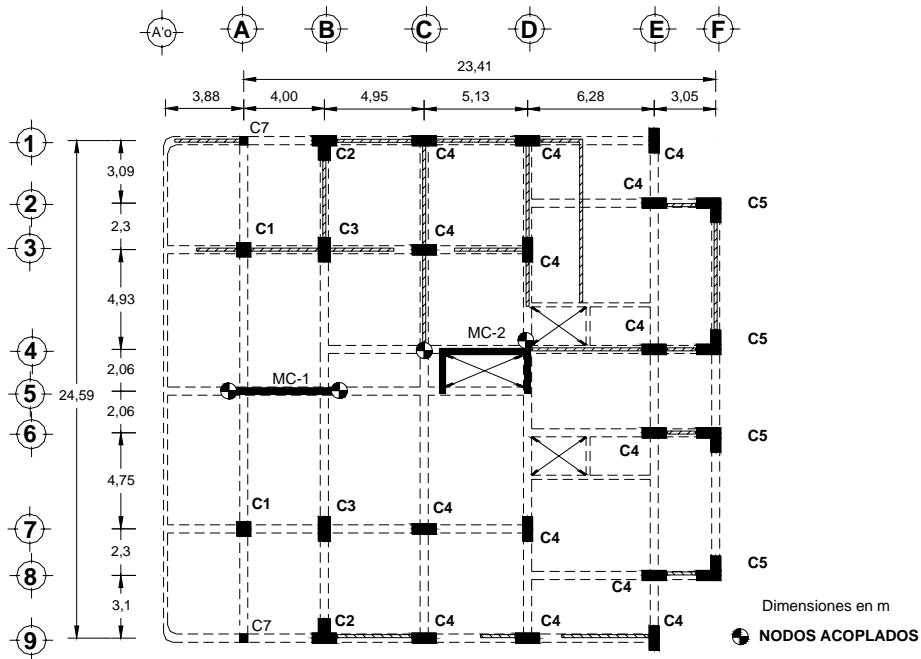 A'o A B C D E F
23,41
3,88 4,00 4,95 5,13 6,28 3,05
1
C7
C2 C4 C4 C4
3,09
C4
2
C5
2,3
C1 C3 C4
3
C4
4,93
MC-2
C4
C5
4
2,06
MC-1
24,59
5
2,06
6
C4
C5
4,75
C1 C3 C4
7
C4
2,3
C5
8
C4
3,1
Dimensiones en m
C7 C2 C4 C4 C4
9
NODOS ACOPLADOS